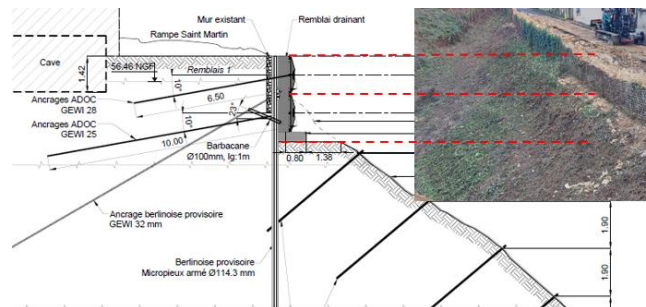 Mur existant
Remblai drainant
Rampe Saint Martin
Cave
56.46 NGF
1.42
Remblais 1
10°
6.50
Ancrages ADOC
GEWI 28
23°
10°
Ancrages ADOC
GEWI 25
10.00
Barbacane
Ø100mm, lg:1m
0.80
1.38
Ancrage berlinoise provisoire
GEWI 32 mm
1.90
Berlinoise provisoire
Micropieux armé Ø114.3 mm
1.90